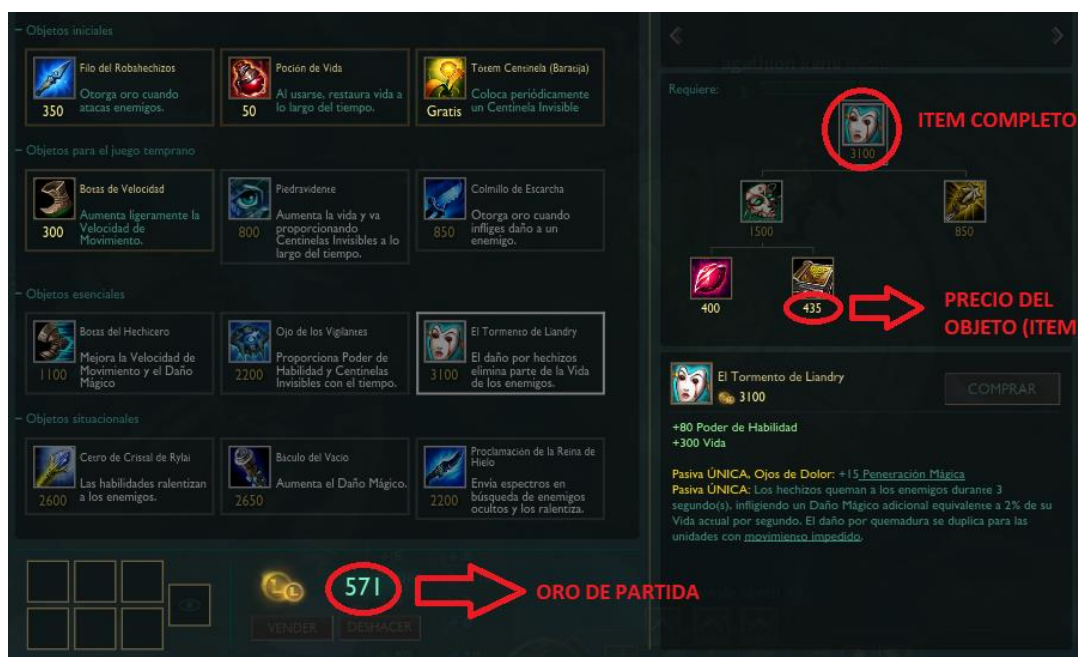 – Objetos iniciales
Filo del Robahechizos
Otorga oro cuando
atacas enemigos.
350
Poción de Vida
Al usarse, restaura vida a
lo largo del tiempo.
50
Tótem Centinela (Baratija)
Coloca periódicamente
un Centinela Invisible
Gratis
– Objetos para el juego temprano
Botas de Velocidad
Aumenta ligeramente la
Velocidad de
Movimiento.
300
Piedravidente
Aumenta la vida y va
proporcionando
Centinelas Invisibles a lo
largo del tiempo.
800
Colmillo de Escarcha
Otorga oro cuando
infliges daño a un
enemigo.
850
– Objetos esenciales
Botas del Hechicero
Mejora la Velocidad de
Movimiento y el Daño
Mágico
1100
Ojo de los Vigilantes
Proporciona Poder de
Habilidad y Centinelas
Invisibles con el tiempo.
2200
El Tormento de Liandry
El daño por hechizos
elimina parte de la Vida
de los enemigos.
3100
– Objetos situacionales
Cetro de Cristal de Rylai
Las habilidades ralentizan
a los enemigos.
2600
Báculo del Vacío
Aumenta el Daño Mágico.
2650
Proclamación de la Reina de
Hielo
Envía espectros en
búsqueda de enemigos
ocultos y los ralentiza.
2200
571
ORO DE PARTIDA
VENDER
DESHACER
Requiere:
ITEM COMPLETO
3100
1500
850
400
435
PRECIO DEL
OBJETO (ITEM
El Tormento de Liandry
3100
COMPRAR
+80 Poder de Habilidad
+300 Vida
Pasiva ÚNICA, Ojos de Dolor: +15 Penetración Mágica
Pasiva ÚNICA: Los hechizos queman a los enemigos durante 3
segundo(s), infligiendo un Daño Mágico adicional equivalente a 2% de su
Vida actual por segundo. El daño por quemadura se duplica para las
unidades con movimiento impedido.